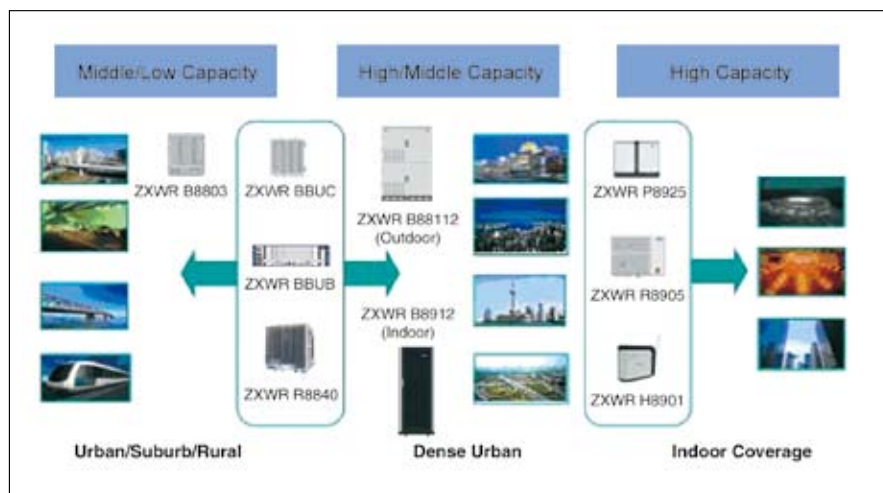 Middle/Low Capacity
High/Middle Capacity
High Capacity
ZXWR B8803
ZXWR BBUC
ZXWR B88112
(Outdoor)
ZXWR P8925
ZXWR BBUB
ZXWR R8905
ZXWR B8912
(Indoor)
ZXWR R8840
ZXWR H8901
Urban/Suburb/Rural
Dense Urban
Indoor Coverage